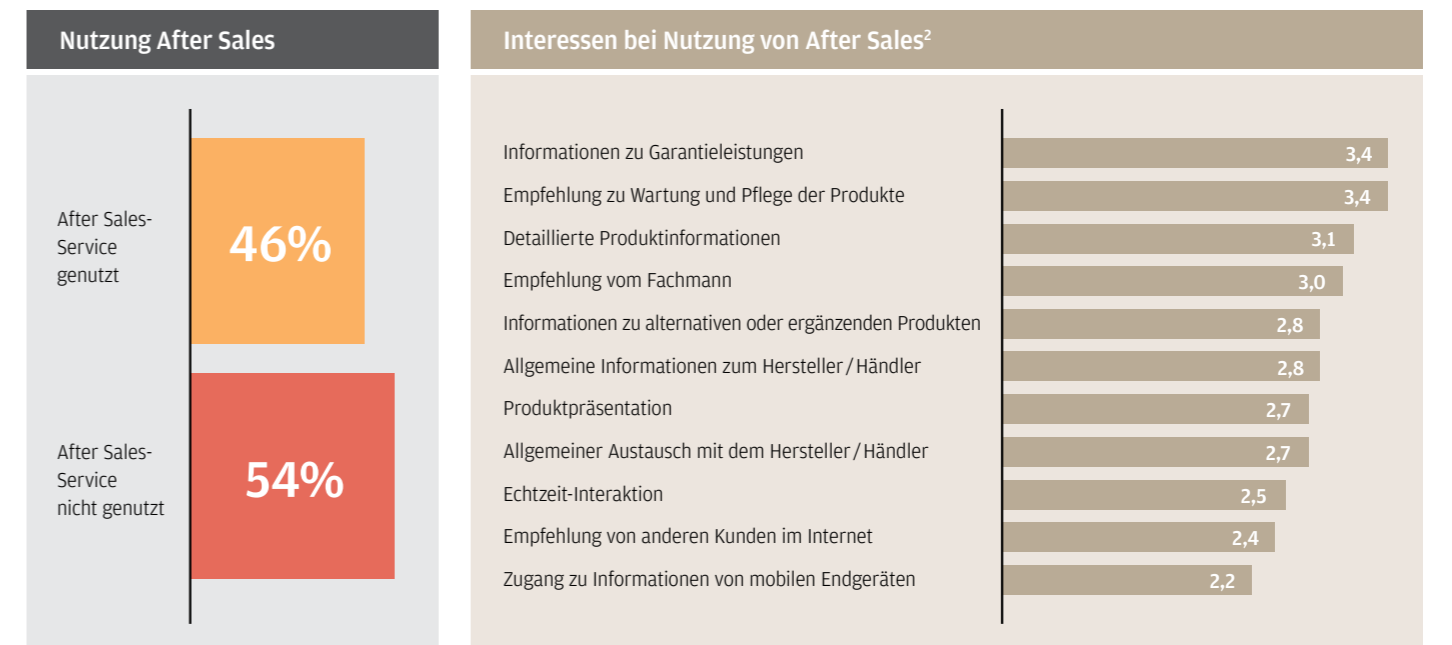 Nutzung After Sales
After Sales-
Service
genutzt
46%
After Sales-
Service
nicht genutzt
54%
Interessen bei Nutzung von After Sales²
Informationen zu Garantieleistungen 3,4
Empfehlung zu Wartung und Pflege der Produkte 3,4
Detaillierte Produktinformationen 3,1
Empfehlung vom Fachmann 3,0
Informationen zu alternativen oder ergänzenden Produkten 2,8
Allgemeine Informationen zum Hersteller / Händler 2,8
Produktpräsentation 2,7
Allgemeiner Austausch mit dem Hersteller / Händler 2,7
Echtzeit-Interaktion 2,5
Empfehlung von anderen Kunden im Internet 2,4
Zugang zu Informationen von mobilen Endgeräten 2,2